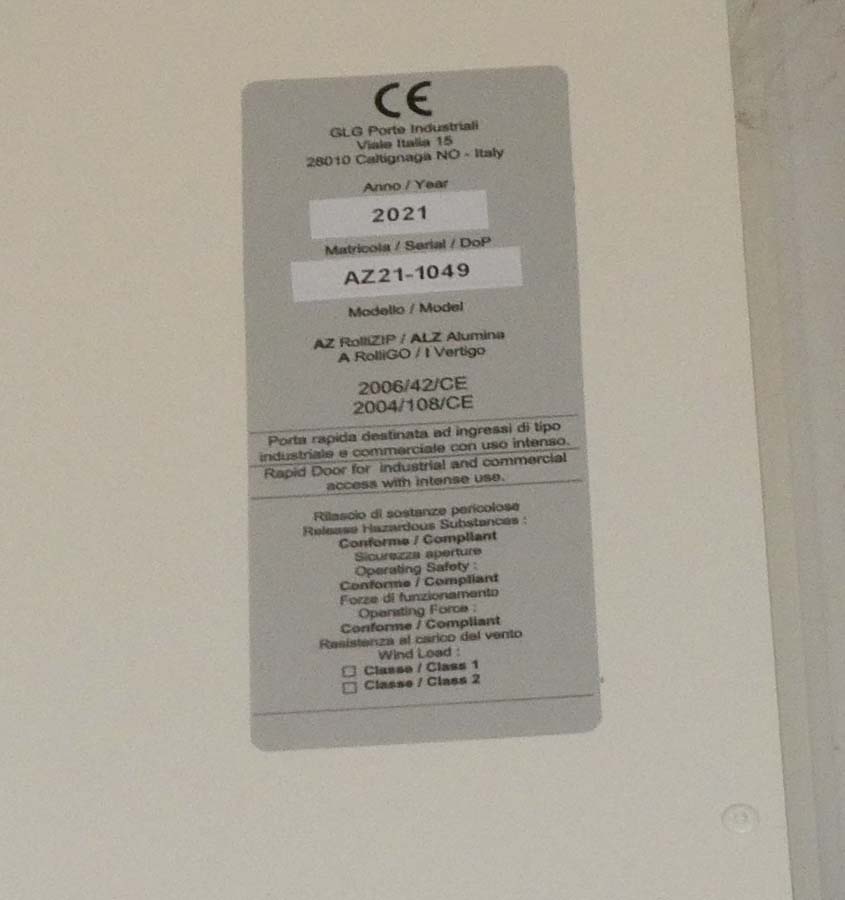 CE
GLG Porte Industriali
Viale Italia 15
28010 Caltignaga NO - Italy
Anno / Year
2021
Matricola / Serial / DoP
AZ21-1049
Modello / Model
AZ RolliZIP / ALZ Alumina
A RolliGO / I Vertigo
2006/42/CE
2004/108/CE
Porta rapida destinata ad ingressi di tipo
industriale e commerciale con uso intenso.
Rapid Door for industrial and commercial
access with intense use.
Rilascio di sostanze pericolose
Release Hazardous Substances :
Conforme / Compliant
Sicurezza aperture
Operating Safety :
Conforme / Compliant
Forze di funzionamento
Operating Force :
Conforme / Compliant
Resistenza al carico del vento
Wind Load :
Classe / Class 1
Classe / Class 2